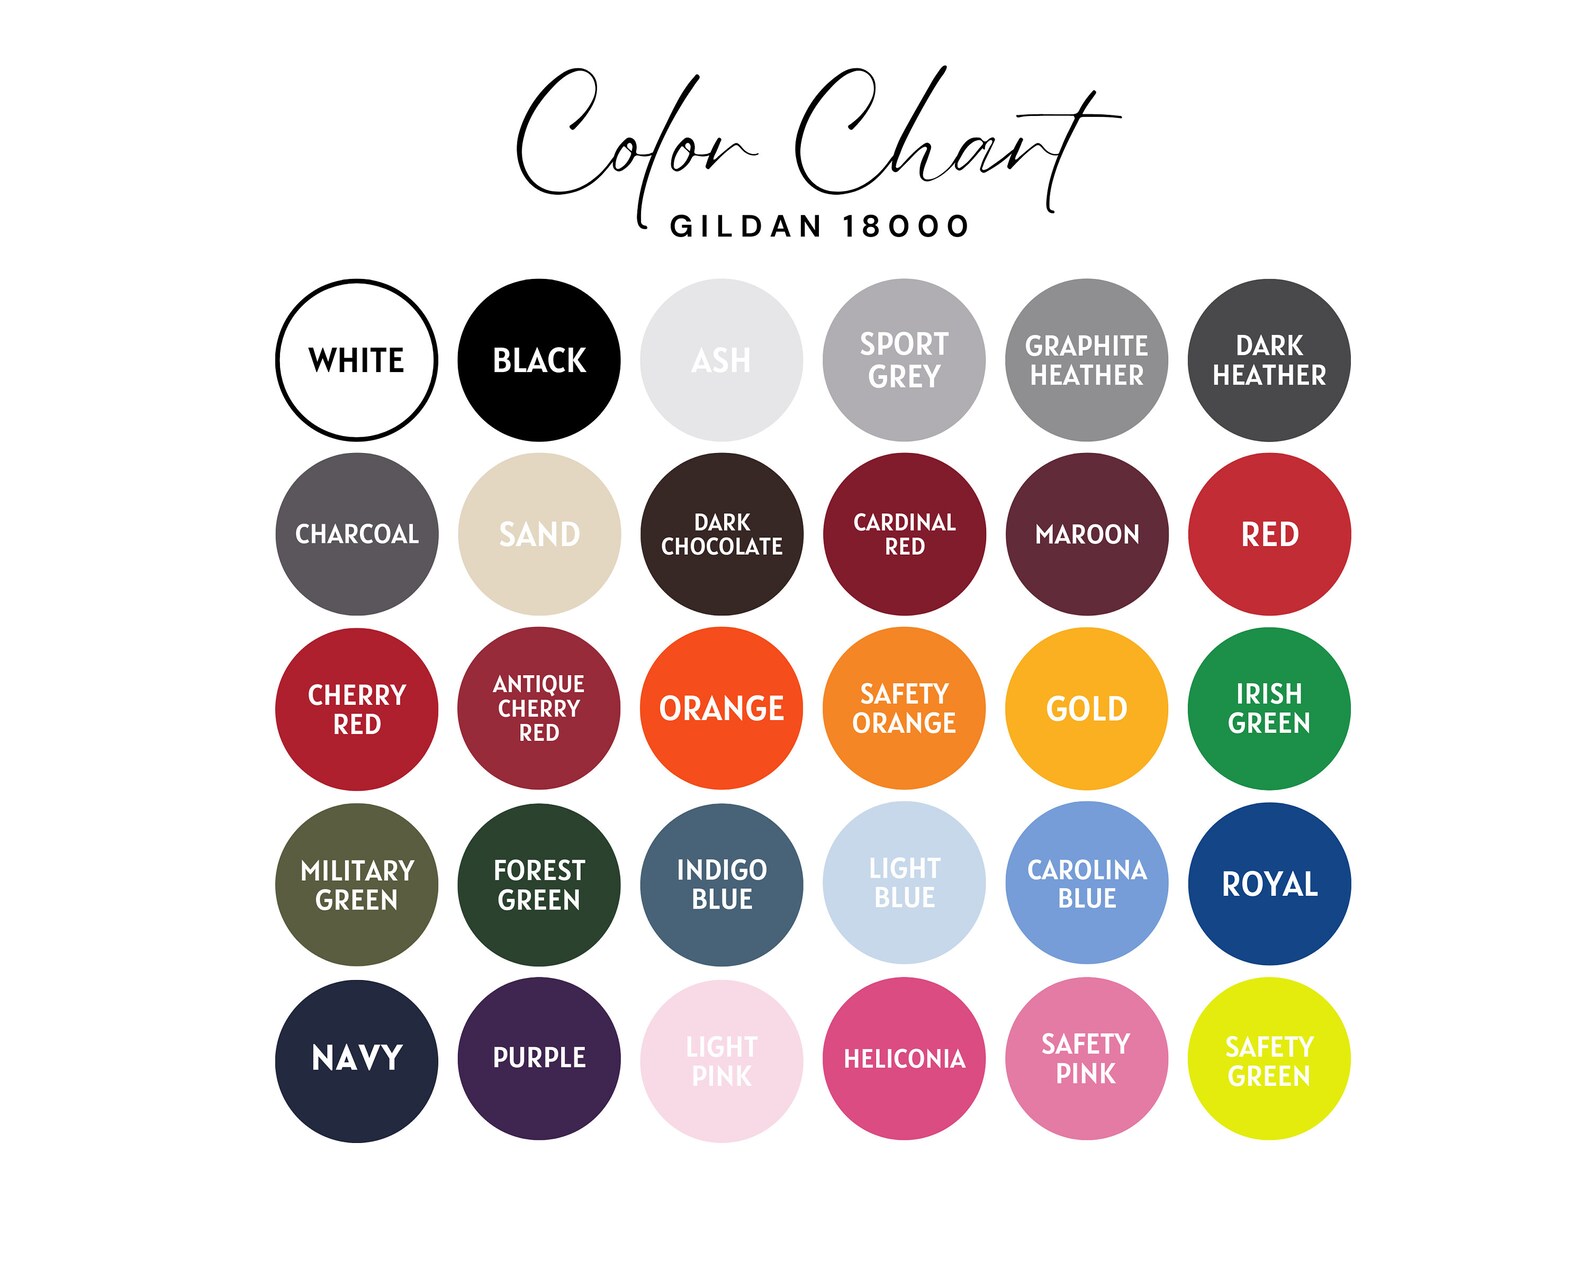 Color Chart
GILDAN 18000
WHITE
BLACK
ASH
SPORT
GREY
GRAPHITE
HEATHER
DARK
HEATHER
CHARCOAL
SAND
DARK
CHOCOLATE
CARDINAL
RED
MAROON
RED
CHERRY
RED
ANTIQUE
CHERRY
RED
ORANGE
SAFETY
ORANGE
GOLD
IRISH
GREEN
MILITARY
GREEN
FOREST
GREEN
INDIGO
BLUE
LIGHT
BLUE
CAROLINA
BLUE
ROYAL
NAVY
PURPLE
LIGHT
PINK
HELICONIA
SAFETY
PINK
SAFETY
GREEN